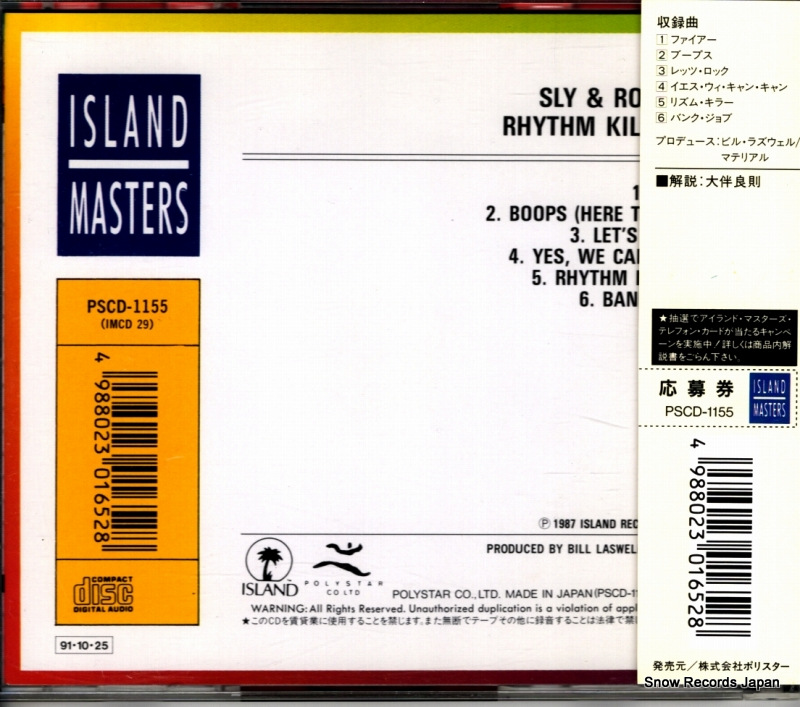 ISLAND
MASTERS
PSCD-1155
(IMCD 29)
4 988023 016528
COMPACT
disc
DIGITAL AUDIO
91·10·25
SLY & RO
RHYTHM KIL
1
2. BOOPS (HERE T
3. LET'S
4. YES, WE CA
5. RHYTHM
6. BAN
Ⓟ 1987 ISLAND REC
PRODUCED BY BILL LASWEL
ISLAND
POLYSTAR
CO LTD
POLYSTAR CO.,LTD. MADE IN JAPAN(PSCD-1
WARNING: All Rights Reserved. Unauthorized duplication is a violation of appl
★このCDを賃貸業に使用することを禁じます。また無断でテープその他に録音することは法律で禁じ
収録曲
1 ファイアー
2 ブープス
3 レッツ・ロック
4 イエス・ウィ・キャン・キャン
5 リズム・キラー
6 バンク・ジョブ
プロデュース:ビル・ラズウェル/
マテリアル
■解説:大伴良則
★抽選でアイランド・マスターズ・
テレフォン・カードが当たるキャンペ
ーンを実施中!詳しくは商品内解
説書をごらん下さい。
応募券
PSCD-1155
ISLAND
MASTERS
4 988023 016528
発売元/株式会社ポリスター
Snow Records Japan